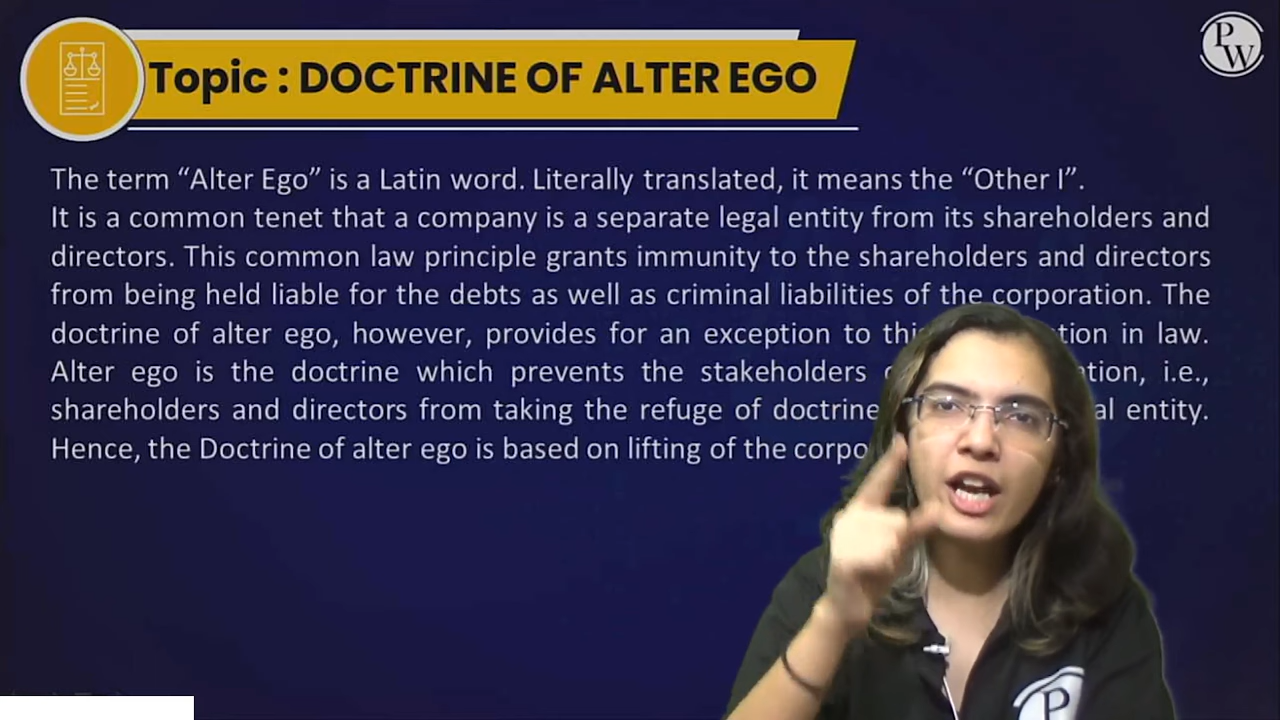 Topic : DOCTRINE OF ALTER EGO
P
W
The term “Alter Ego” is a Latin word. Literally translated, it means the “Other I”.
It is a common tenet that a company is a separate legal entity from its shareholders and
directors. This common law principle grants immunity to the shareholders and directors
from being held liable for the debts as well as criminal liabilities of the corporation. The
doctrine of alter ego, however, provides for an exception to in law.
Alter ego is the doctrine which prevents the stakeholders i.e.,
shareholders and directors from taking the refuge of doctrine entity.
Hence, the Doctrine of alter ego is based on lifting of the
P